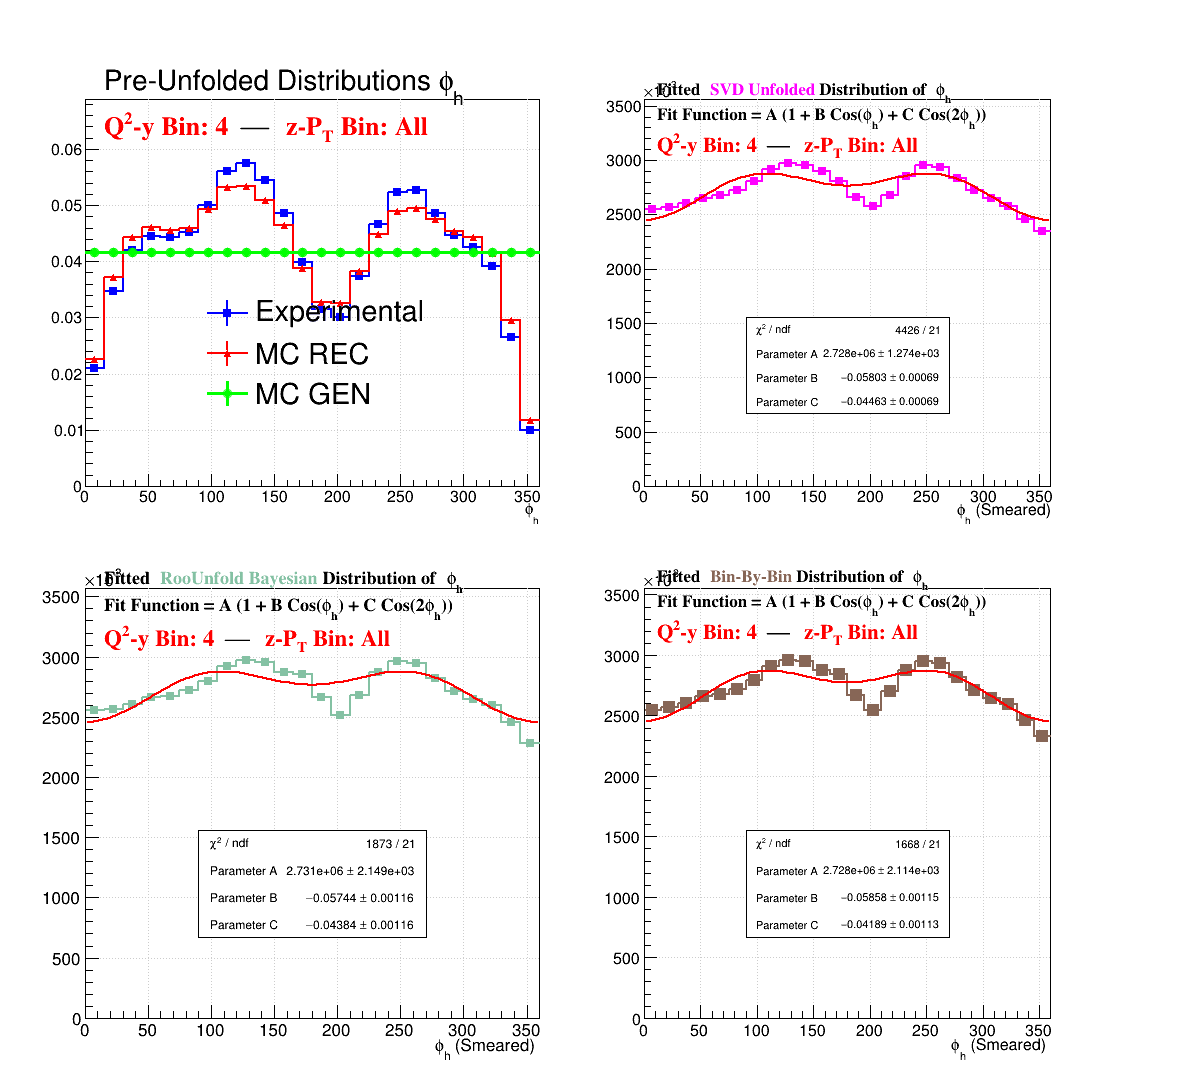 Pre-Unfolded Distributions ϕh
Q²-y Bin: 4 — z-PT Bin: All
0.06
0.05
0.04
0.03
0.02
0.01
0
Experimental
MC REC
MC GEN
0 50 100 150 200 250 300 350
ϕh
Fitted SVD Unfolded Distribution of ϕh
Fit Function = A (1 + B Cos(ϕh) + C Cos(2ϕh))
Q²-y Bin: 4 — z-PT Bin: All
3500
3000
2500
2000
1500
1000
500
0
χ² / ndf 4426 / 21
Parameter A 2.728e+06 ± 1.274e+03
Parameter B −0.05803 ± 0.00069
Parameter C −0.04463 ± 0.00069
0 50 100 150 200 250 300 350
ϕh (Smeared)
Fitted RooUnfold Bayesian Distribution of ϕh
Fit Function = A (1 + B Cos(ϕh) + C Cos(2ϕh))
Q²-y Bin: 4 — z-PT Bin: All
3500
3000
2500
2000
1500
1000
500
0
χ² / ndf 1873 / 21
Parameter A 2.731e+06 ± 2.149e+03
Parameter B −0.05744 ± 0.00116
Parameter C −0.04384 ± 0.00116
0 50 100 150 200 250 300 350
ϕh (Smeared)
Fitted Bin-By-Bin Distribution of ϕh
Fit Function = A (1 + B Cos(ϕh) + C Cos(2ϕh))
Q²-y Bin: 4 — z-PT Bin: All
3500
3000
2500
2000
1500
1000
500
0
χ² / ndf 1668 / 21
Parameter A 2.728e+06 ± 2.114e+03
Parameter B −0.05858 ± 0.00115
Parameter C −0.04189 ± 0.00113
0 50 100 150 200 250 300 350
ϕh (Smeared)